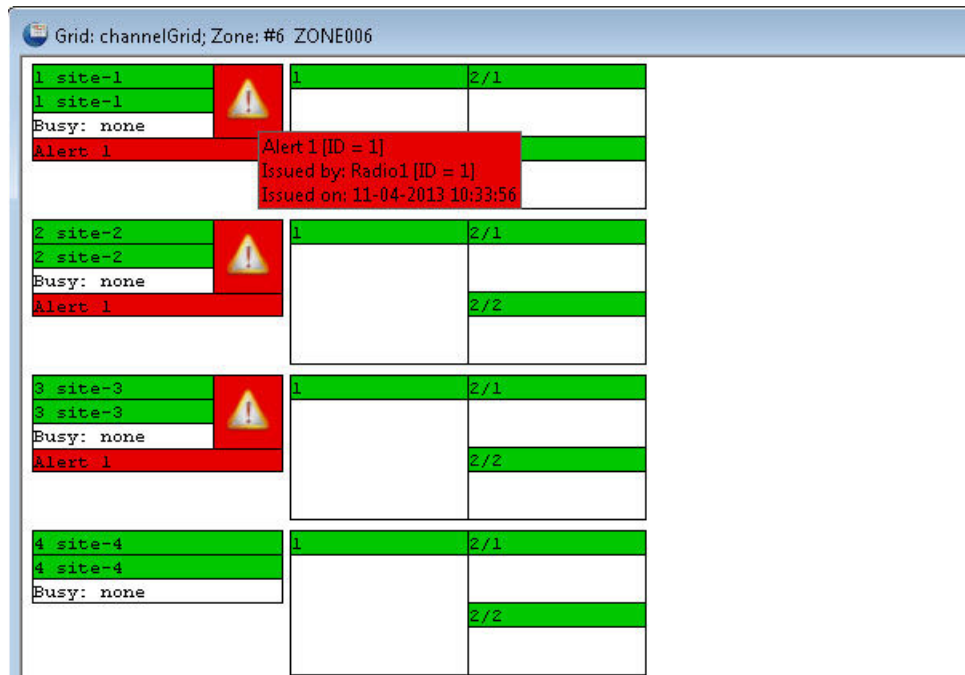 Grid: channelGrid; Zone: #6 ZONE006
1 site-1
1 site-1
Busy: none
Alert 1
1
2/1
Alert 1 [ID = 1]
Issued by: Radio1 [ID = 1]
Issued on: 11-04-2013 10:33:56
2 site-2
2 site-2
Busy: none
Alert 1
1
2/1
2/2
3 site-3
3 site-3
Busy: none
Alert 1
1
2/1
2/2
4 site-4
4 site-4
Busy: none
1
2/1
2/2